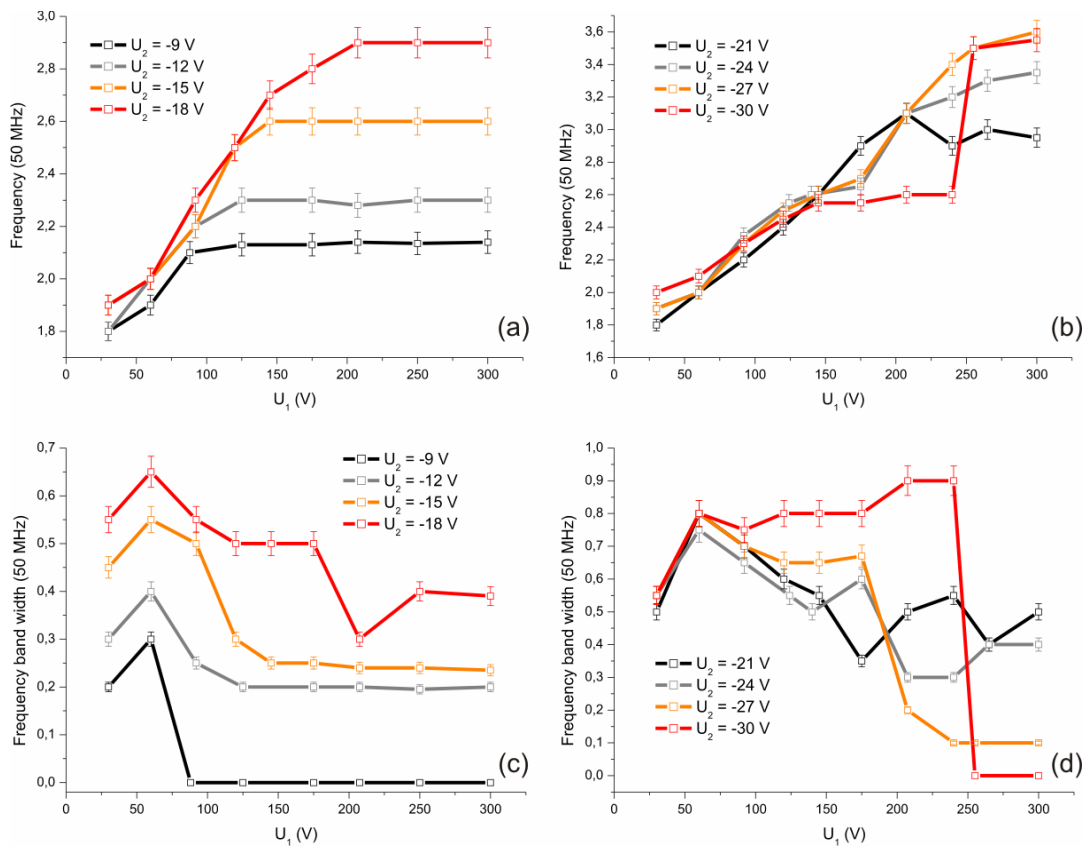 3,0
2,8
2,6
2,4
2,2
2,0
1,8
Frequency (50 MHz)
U2 = -9 V
U2 = -12 V
U2 = -15 V
U2 = -18 V
(a)
0 50 100 150 200 250 300
U1 (V)
3,6
3,4
3,2
3,0
2,8
2,6
2,4
2,2
2,0
1,8
1,6
Frequency (50 MHz)
U2 = -21 V
U2 = -24 V
U2 = -27 V
U2 = -30 V
(b)
0 50 100 150 200 250 300
U1 (V)
0,7
0,6
0,5
0,4
0,3
0,2
0,1
0,0
Frequency band width (50 MHz)
U2 = -9 V
U2 = -12 V
U2 = -15 V
U2 = -18 V
(c)
0 50 100 150 200 250 300
U1 (V)
1,0
0,9
0,8
0,7
0,6
0,5
0,4
0,3
0,2
0,1
0,0
Frequency band width (50 MHz)
U2 = -21 V
U2 = -24 V
U2 = -27 V
U2 = -30 V
(d)
0 50 100 150 200 250 300
U1 (V)